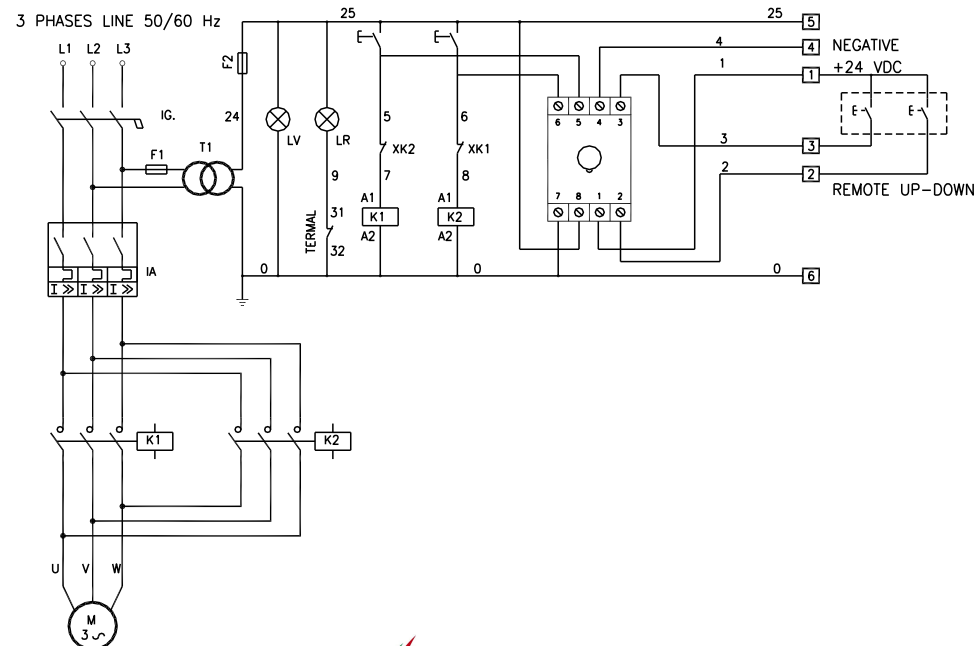 3 PHASES LINE 50/60 Hz
25
25
5
L1 L2 L3
4
4
NEGATIVE
1
1
+24 VDC
F2
IG.
24
LV
LR
5
6
6 5 4 3
XK2
XK1
3
3
F1
T1
9
7
8
2
2
REMOTE UP-DOWN
A1
K1
A2
A1
K2
A2
7 8 1 2
TERMAL
31
32
IA
0
0
0
6
I >> I >> I >>
K1
K2
U V W
M
3 ~